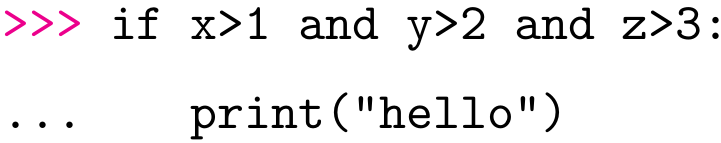 >>> if x>1 and y>2 and z>3:
...    print("hello")